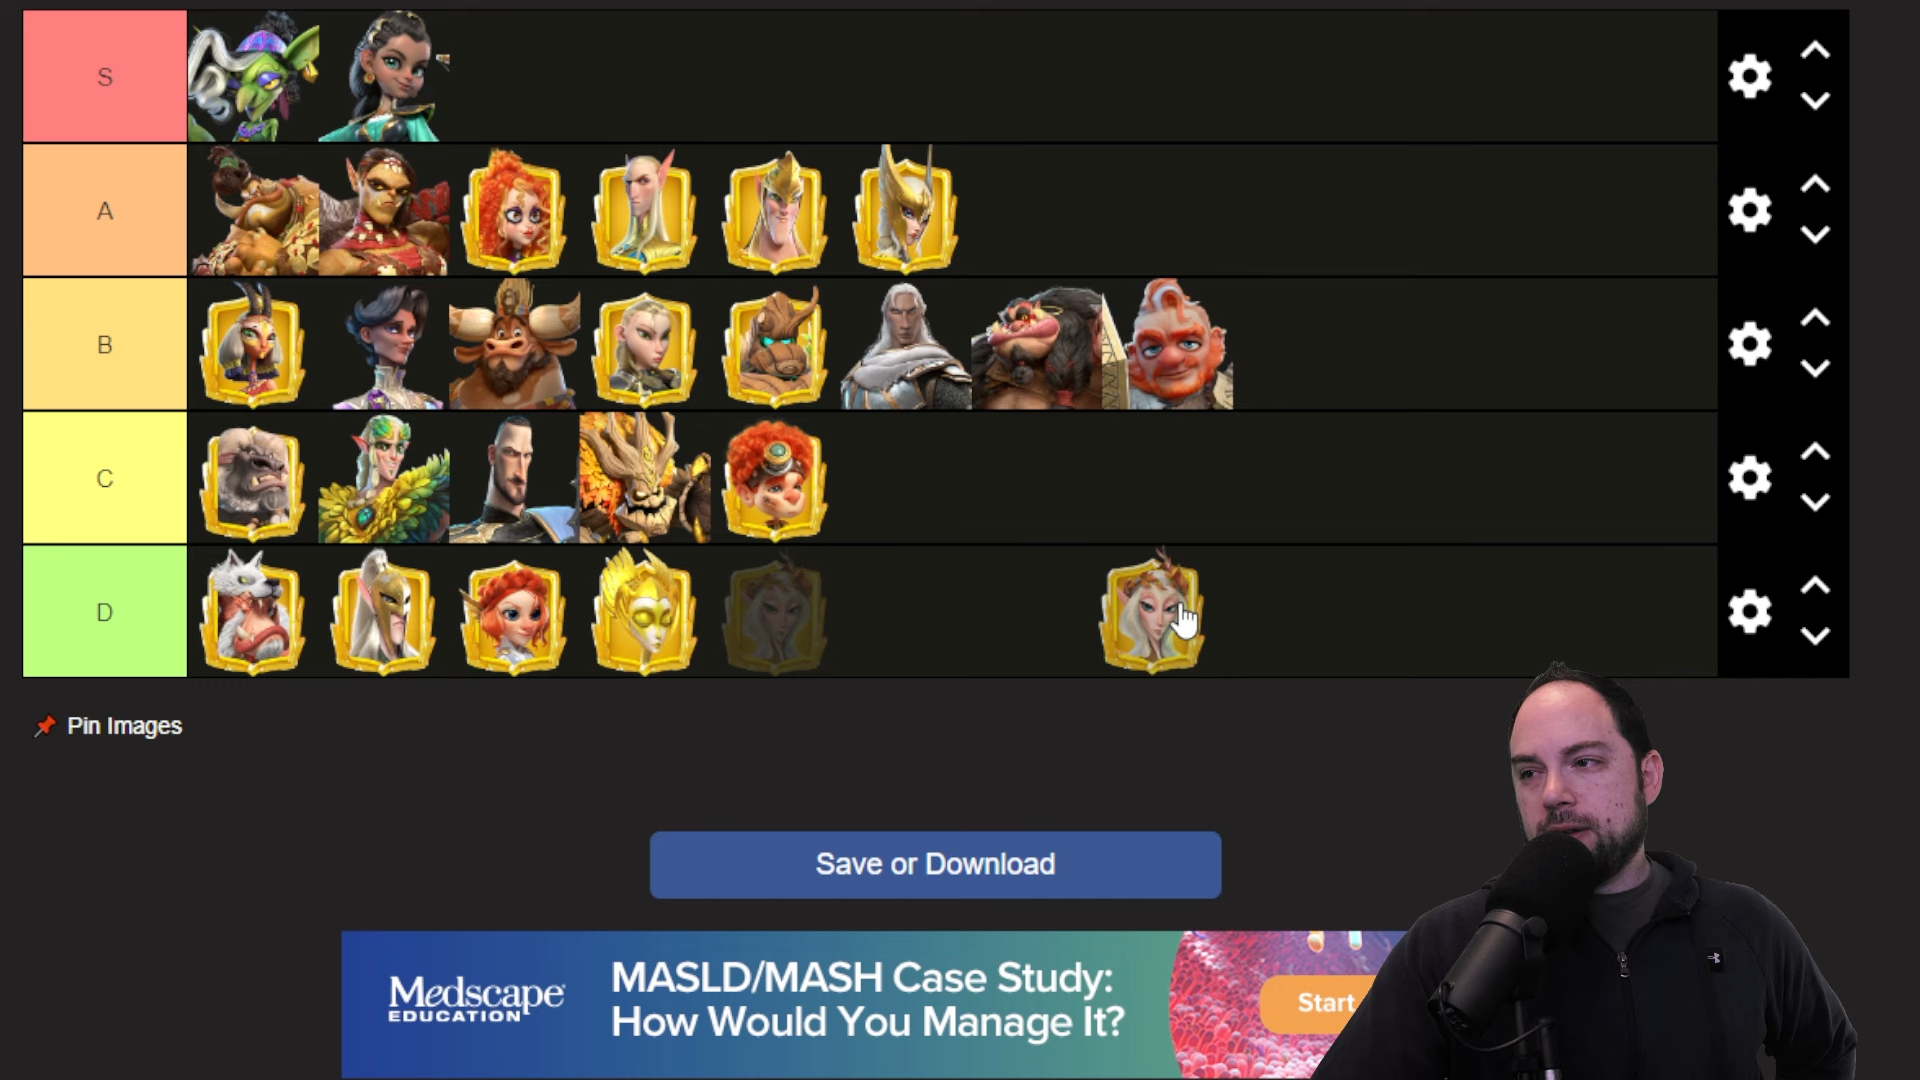 S
A
B
C
D
Pin Images
Save or Download
Medscape
EDUCATION
MASLD/MASH Case Study:
How Would You Manage It?
Start